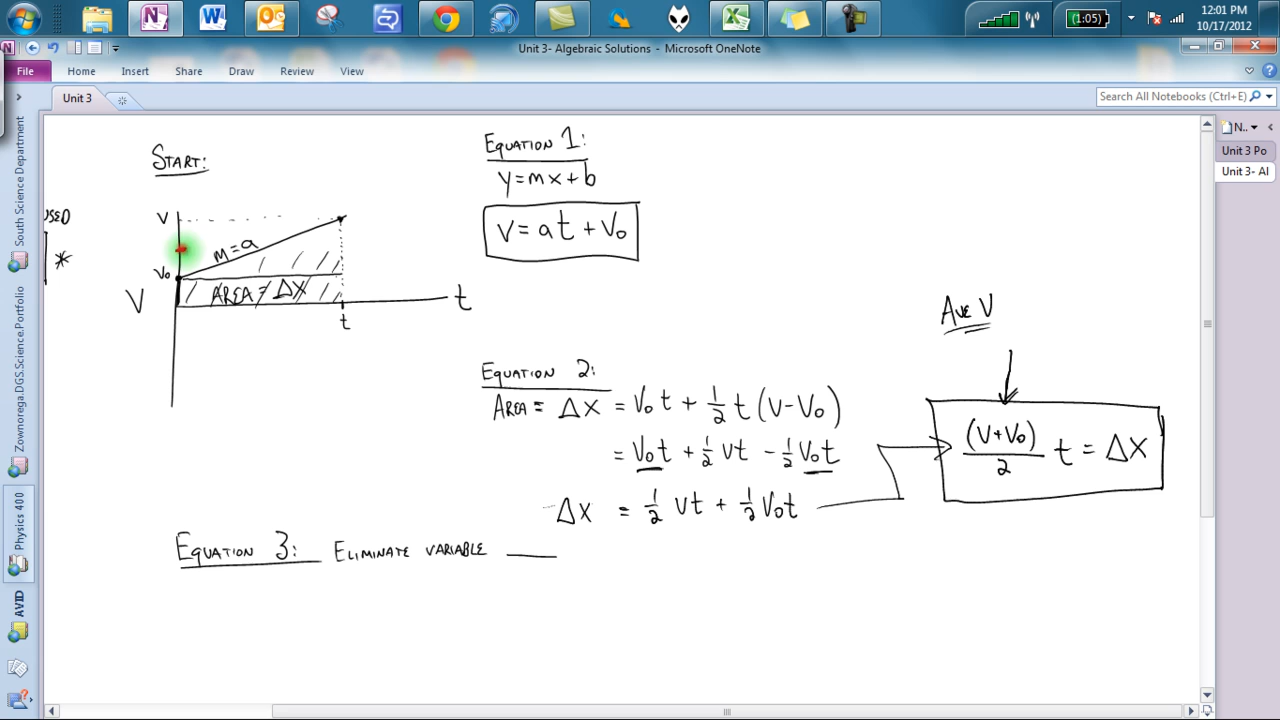 12:01 PM
(1:05)
10/17/2012
Unit 3- Algebraic Solutions - Microsoft OneNote
File Home Insert Share Draw Review View
Unit 3
Search All Notebooks (Ctrl+E)
N..
Unit 3 Po
Unit 3- Al
South Science Department
Zownorega.DGS.Science.Portfolio
Physics 400
AVID
START:
USED
*
V
m=a
V₀
AREA = ΔX
V
t
t
EQUATION 1:
y=mx+b
V = at + V₀
EQUATION 2:
AREA = ΔX = V₀t + 1/2 t (V-V₀)
= V₀t + 1/2 Vt - 1/2 V₀t
ΔX = 1/2 Vt + 1/2 V₀t
AVE V
(V+V₀)/2 t = ΔX
EQUATION 3: ELIMINATE VARIABLE ____